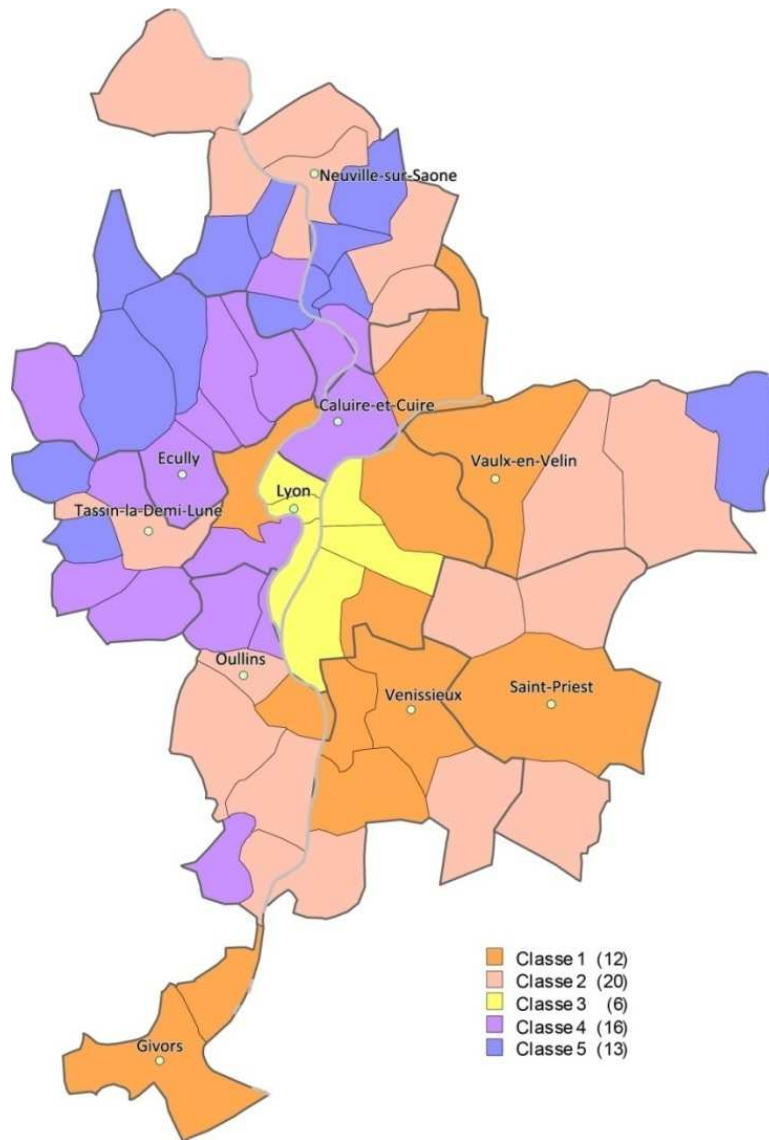 Neuville-sur-Saone
Caluire-et-Cuire
Ecully
Vaulx-en-Velin
Lyon
Tassin-la-Demi-Lune
Oullins
Venissieux
Saint-Priest
Classe 1 (12)
Classe 2 (20)
Classe 3 (6)
Classe 4 (16)
Classe 5 (13)
Givors